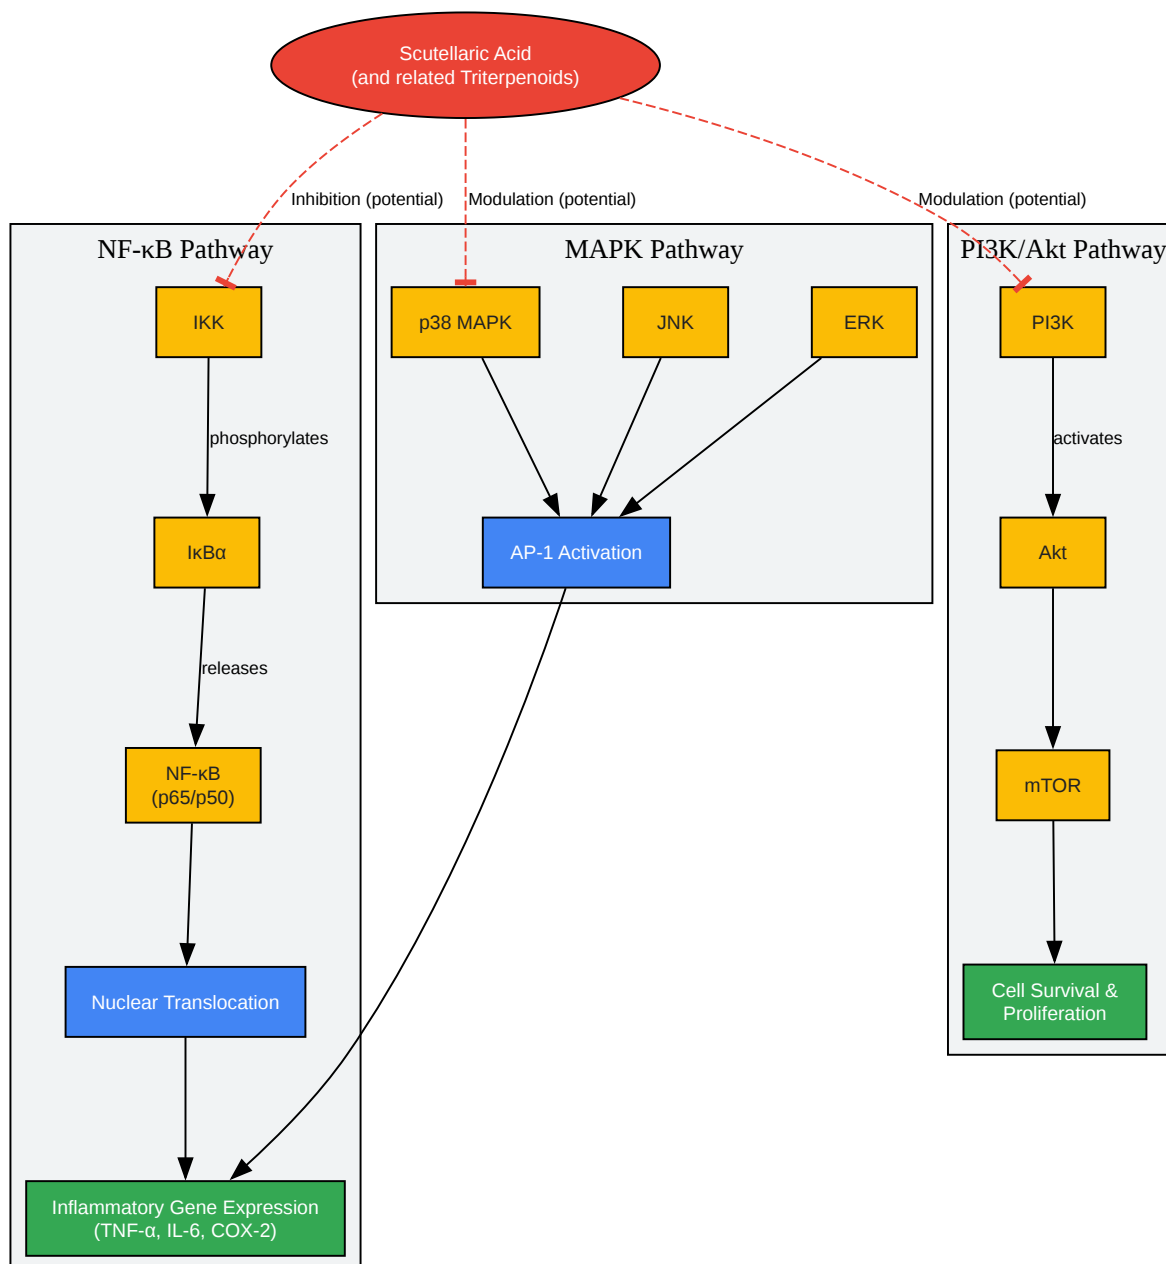 Scutellaric Acid
(and related Triterpenoids)
Inhibition (potential)
Modulation (potential)
Modulation (potential)
NF-κB Pathway
MAPK Pathway
PI3K/Akt Pathway
IKK
p38 MAPK
JNK
ERK
PI3K
phosphorylates
activates
IκBα
AP-1 Activation
Akt
releases
NF-κB
(p65/p50)
mTOR
Nuclear Translocation
Cell Survival &
Proliferation
Inflammatory Gene Expression
(TNF-α, IL-6, COX-2)